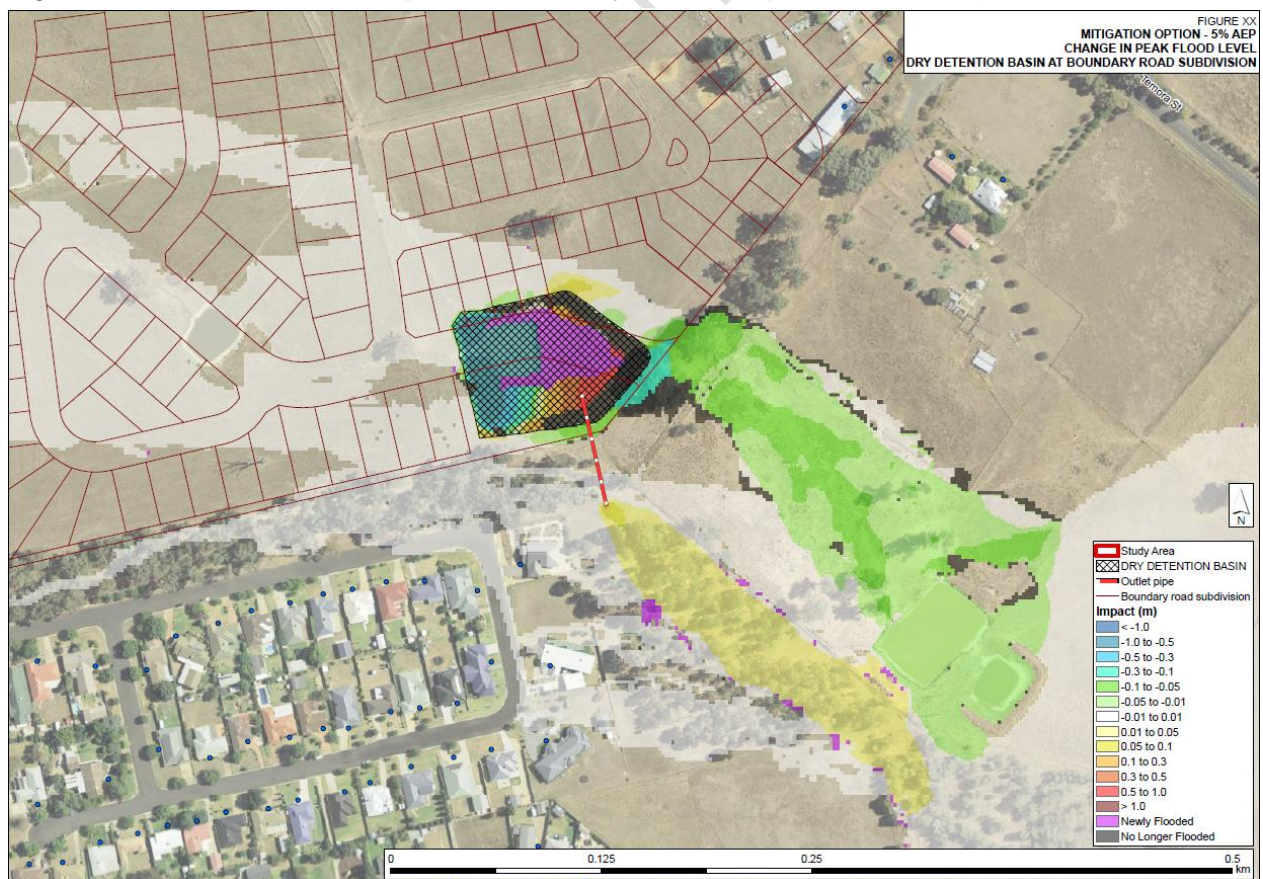 FIGURE XX
MITIGATION OPTION - 5% AEP
CHANGE IN PEAK FLOOD LEVEL
DRY DETENTION BASIN AT BOUNDARY ROAD SUBDIVISION
Temora St
N
Study Area
DRY DETENTION BASIN
Outlet pipe
Boundary road subdivision
Impact (m)
< -1.0
-1.0 to -0.5
-0.5 to -0.3
-0.3 to -0.1
-0.1 to -0.05
-0.05 to -0.01
-0.01 to 0.01
0.01 to 0.05
0.05 to 0.1
0.1 to 0.3
0.3 to 0.5
0.5 to 1.0
> 1.0
Newly Flooded
No Longer Flooded
0 0.125 0.25 0.5
km